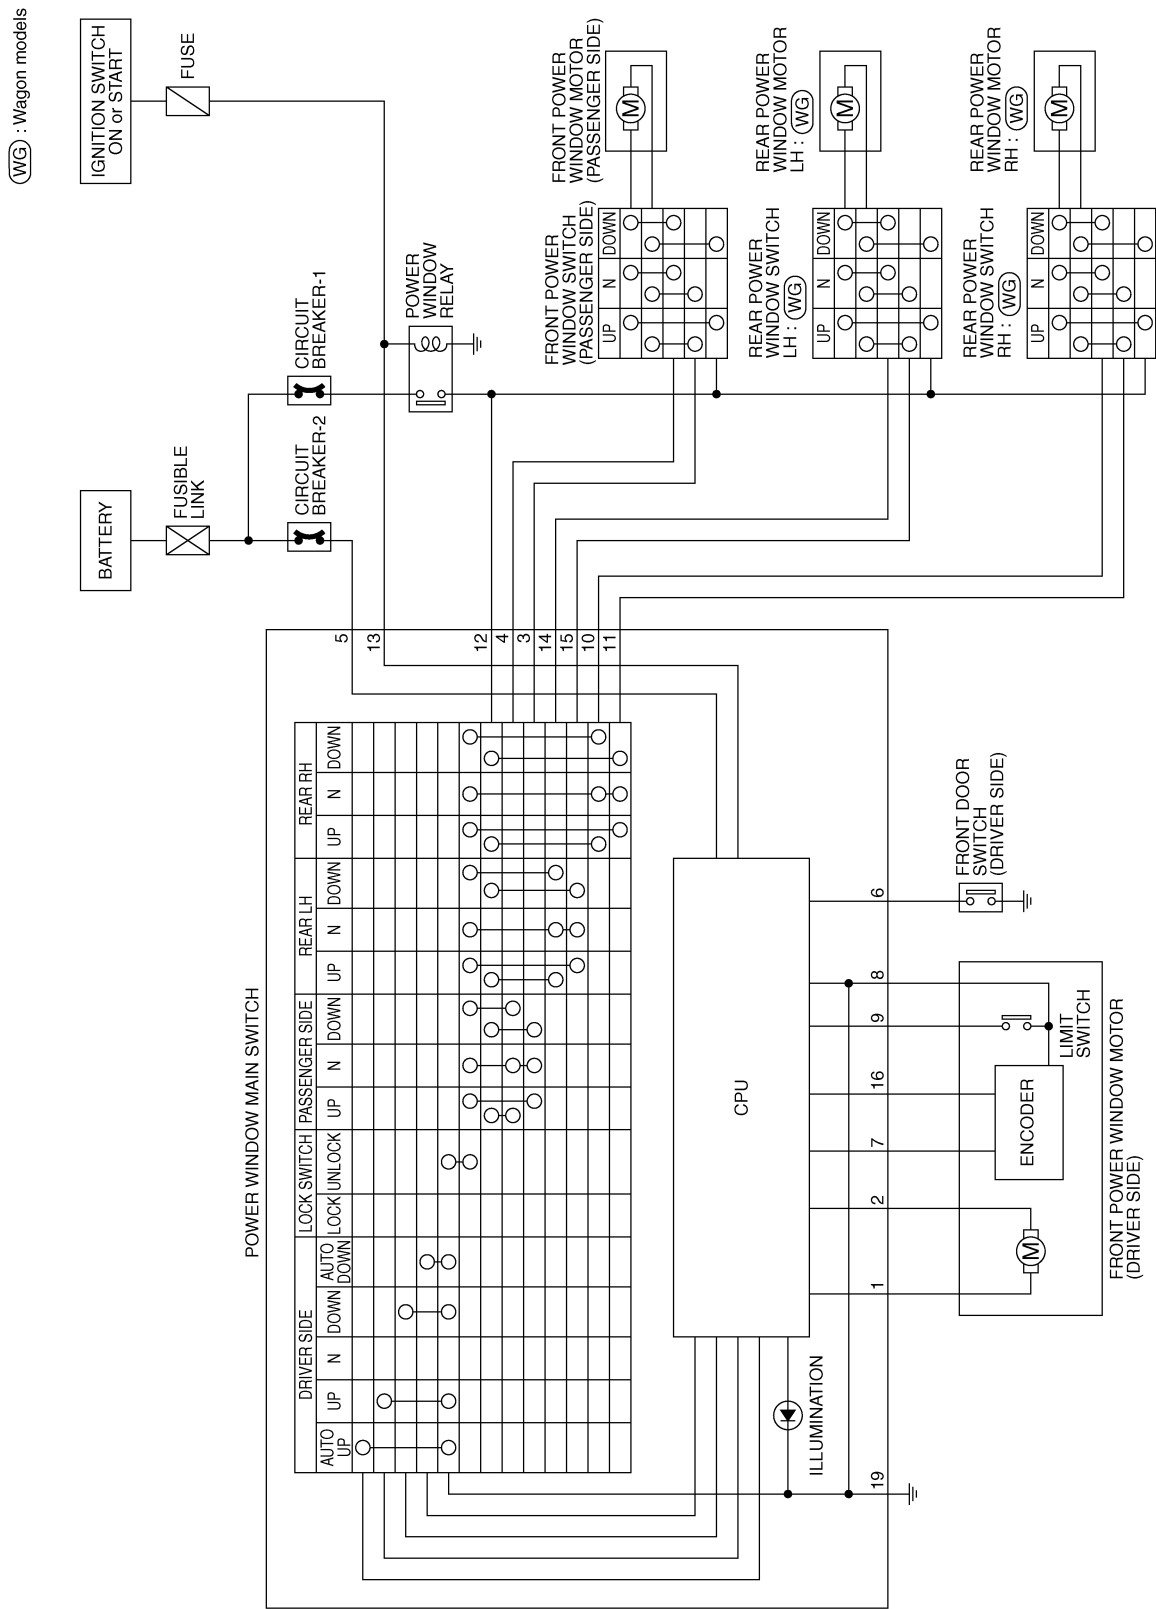 WG : Wagon models
IGNITION SWITCH
ON or START
FUSE
BATTERY
FUSIBLE
LINK
CIRCUIT
BREAKER-1
CIRCUIT
BREAKER-2
POWER
WINDOW
RELAY
FRONT POWER
WINDOW MOTOR
(PASSENGER SIDE)
M
REAR POWER
WINDOW MOTOR
LH : WG
M
REAR POWER
WINDOW MOTOR
RH : WG
M
FRONT POWER
WINDOW SWITCH
(PASSENGER SIDE)
UP N DOWN
REAR POWER
WINDOW SWITCH
LH : WG
UP N DOWN
REAR POWER
WINDOW SWITCH
RH : WG
UP N DOWN
POWER WINDOW MAIN SWITCH
5
13
12
4
3
14
15
10
11
DRIVER SIDE LOCK SWITCH PASSENGER SIDE REAR LH REAR RH
AUTO
UP
UP
N
DOWN
AUTO
DOWN
LOCK
UNLOCK
UP
N
DOWN
UP
N
DOWN
UP
N
DOWN
CPU
ILLUMINATION
19
1
2
7
16
9
8
6
M
ENCODER
LIMIT
SWITCH
FRONT POWER WINDOW MOTOR
(DRIVER SIDE)
FRONT DOOR
SWITCH
(DRIVER SIDE)